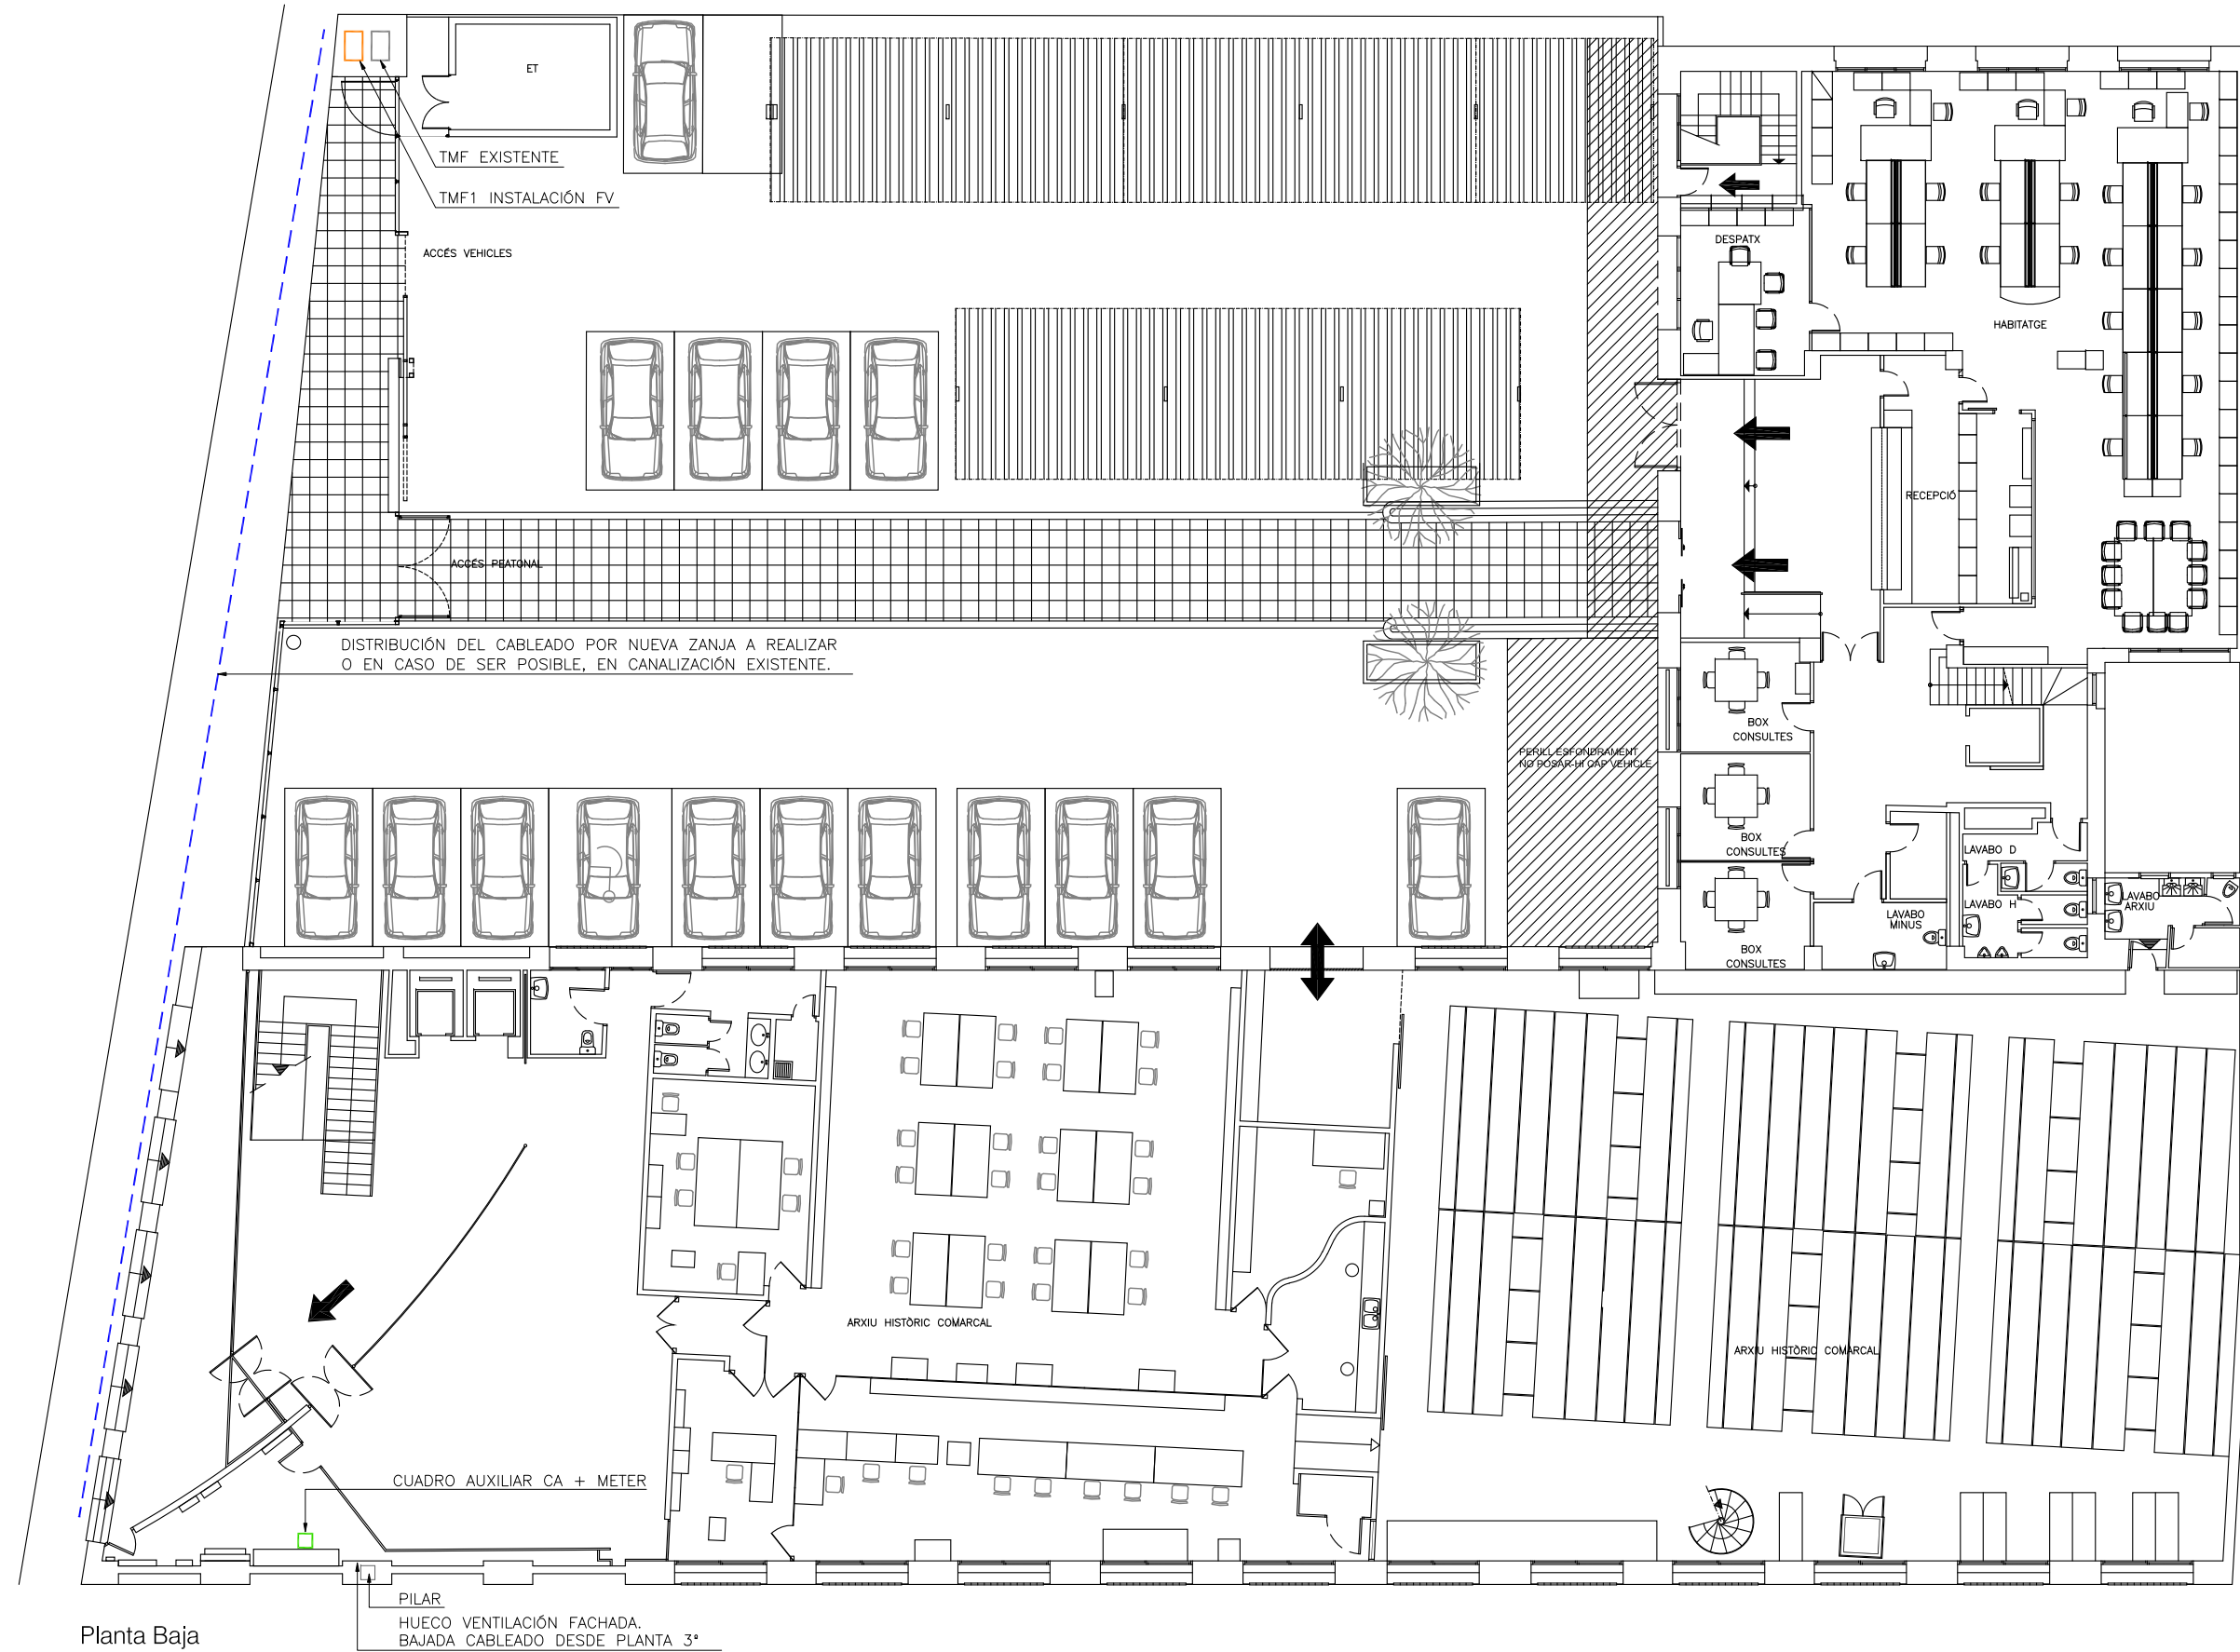 ET
TMF EXISTENTE
TMF1 INSTALACIÓN FV
ACCÉS VEHICLES
DESPATX
HABITATGE
RECEPCIÓ
ACCÉS PEATONAL
DISTRIBUCIÓN DEL CABLEADO POR NUEVA ZANJA A REALIZAR
O EN CASO DE SER POSIBLE, EN CANALIZACIÓN EXISTENTE.
BOX
CONSULTES
PERILL ESFONDRAMENT
NO POSAR-HI CAP VEHICLE
BOX
CONSULTES
LAVABO D
LAVABO H
LAVABO
ARXIU
LAVABO
MINUS
BOX
CONSULTES
ARXIU HISTÒRIC COMARCAL
ARXIU HISTÒRIC COMARCAL
CUADRO AUXILIAR CA + METER
PILAR
HUECO VENTILACIÓN FACHADA.
BAJADA CABLEADO DESDE PLANTA 3ª
Planta Baja